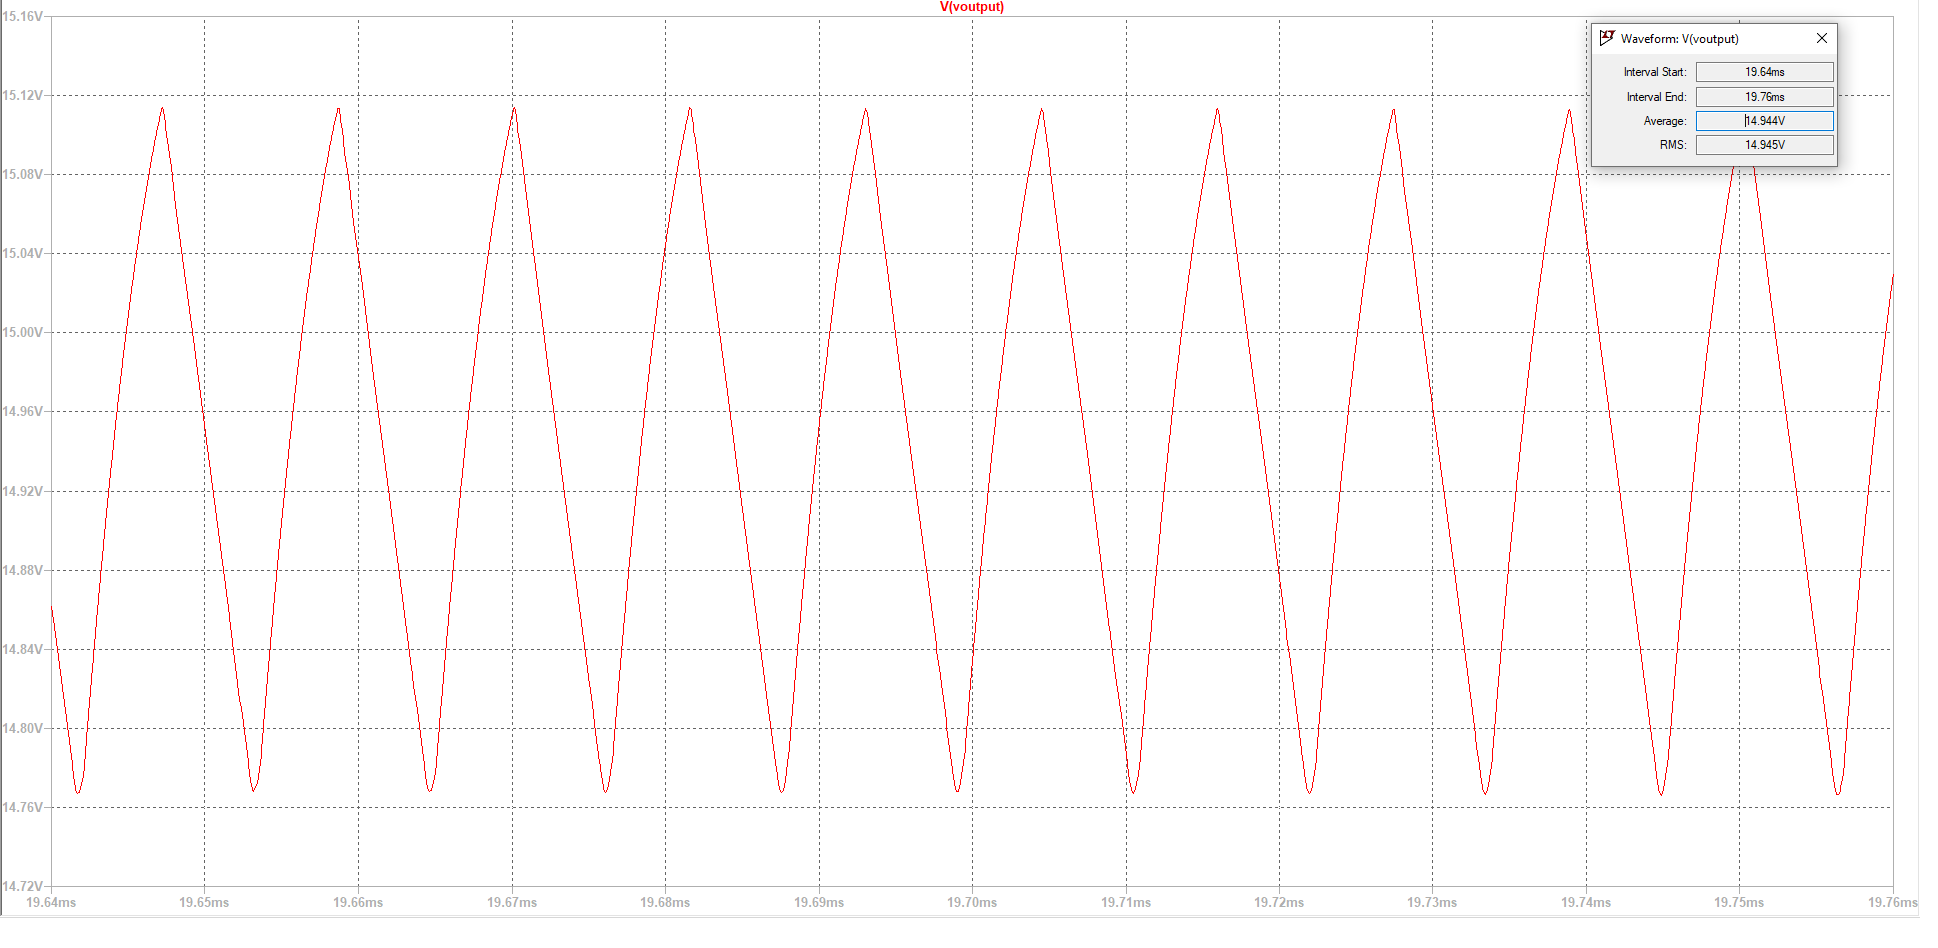 V(voutput)
15.16V
15.12V
15.08V
15.04V
15.00V
14.96V
14.92V
14.88V
14.84V
14.80V
14.76V
14.72V
19.64ms 19.65ms 19.66ms 19.67ms 19.68ms 19.69ms 19.70ms 19.71ms 19.72ms 19.73ms 19.74ms 19.75ms 19.76ms
Waveform: V(voutput)
Interval Start: 19.64ms
Interval End: 19.76ms
Average: 14.944V
RMS: 14.945V